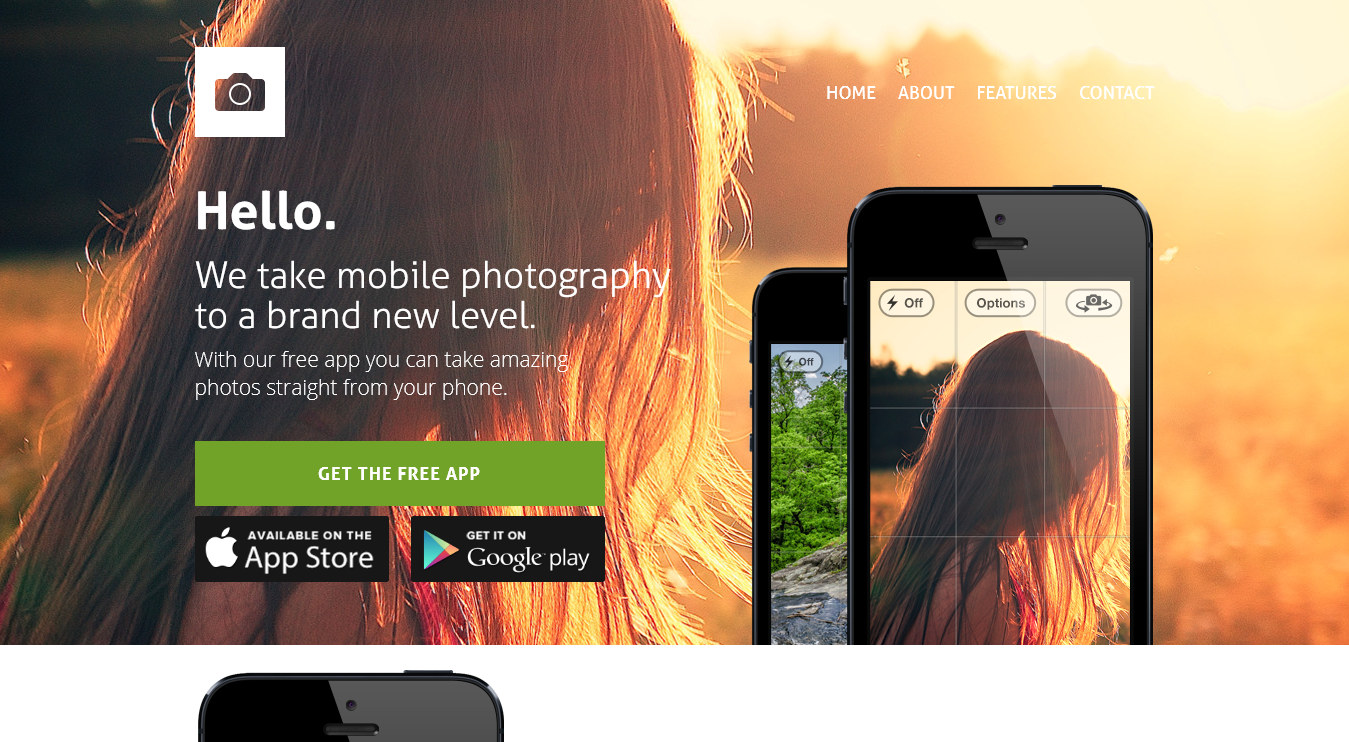 HOME ABOUT FEATURES CONTACT
Hello.
We take mobile photography
to a brand new level.
With our free app you can take amazing
photos straight from your phone.
GET THE FREE APP
AVAILABLE ON THE
App Store
GET IT ON
Google play
Off
Off Options